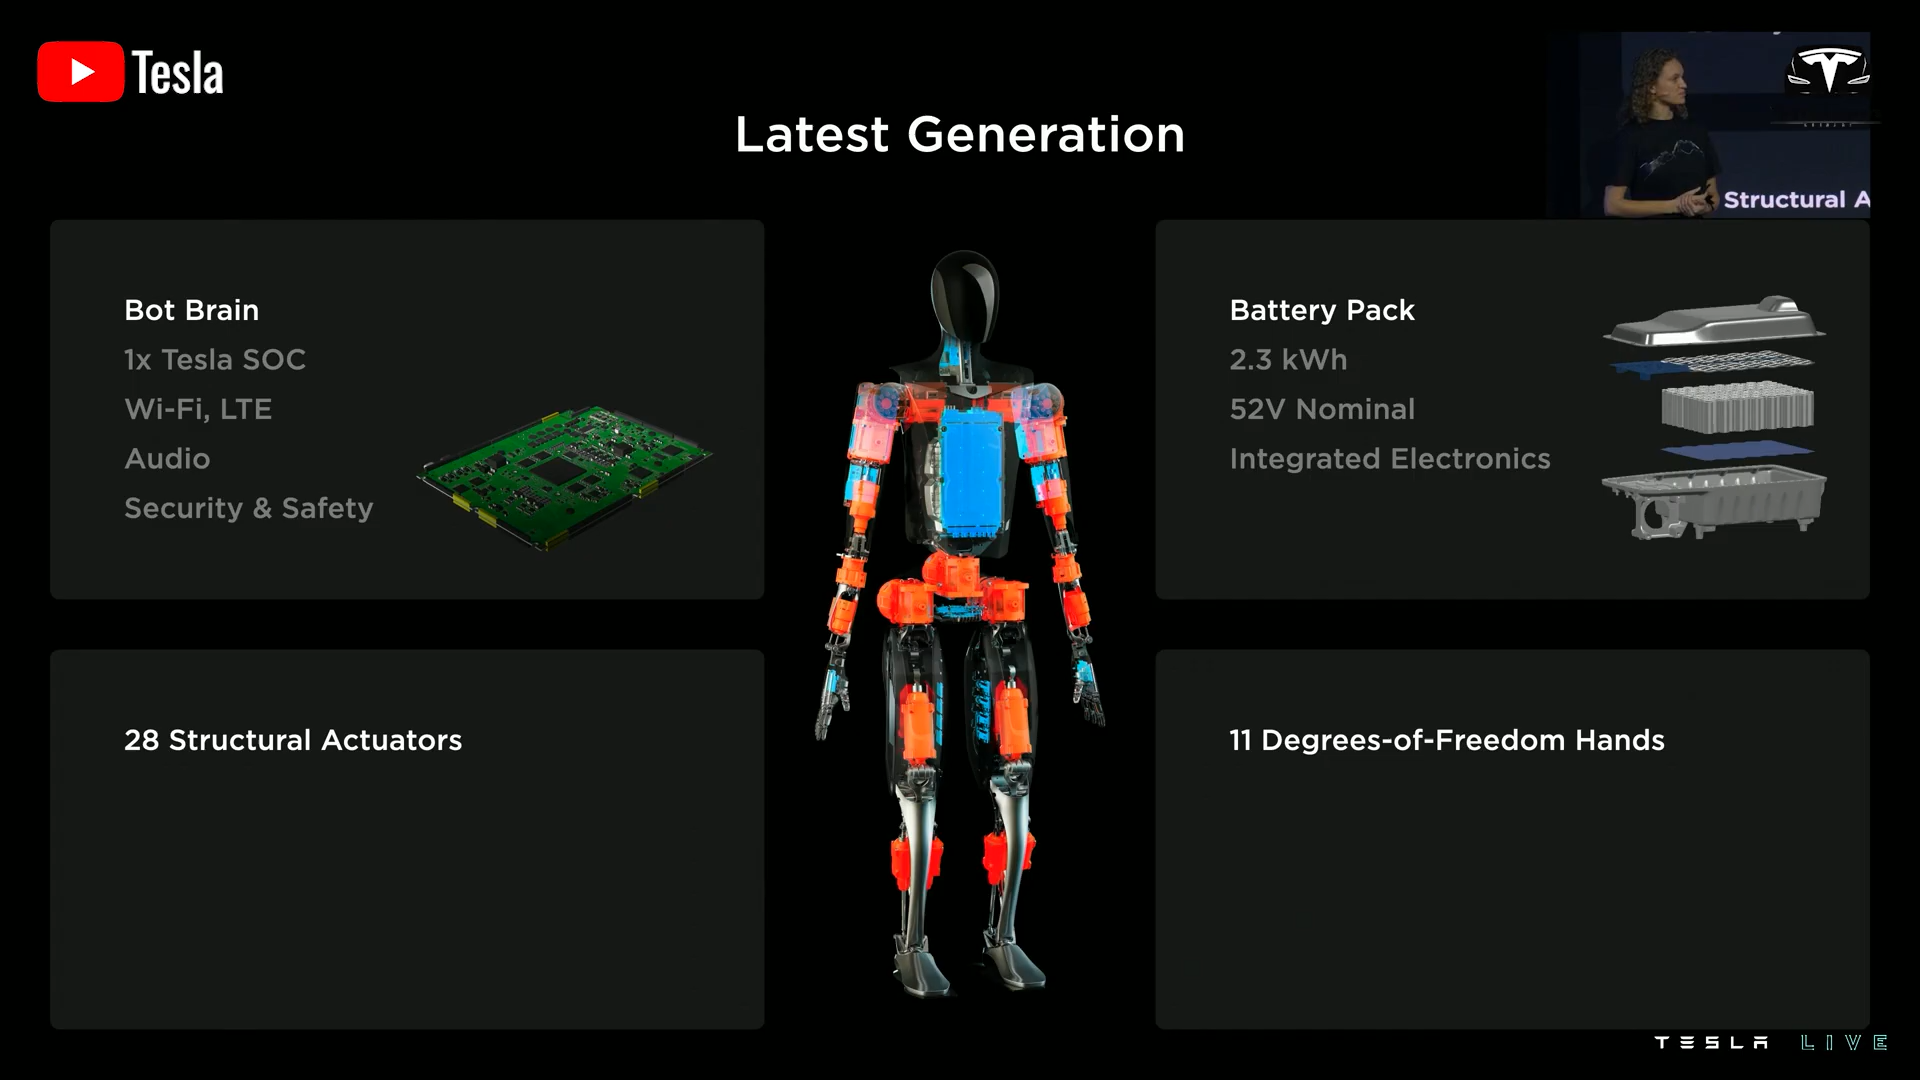 Tesla
Latest Generation
Structural A
Bot Brain
1x Tesla SOC
Wi-Fi, LTE
Audio
Security & Safety
Battery Pack
2.3 kWh
52V Nominal
Integrated Electronics
28 Structural Actuators
11 Degrees-of-Freedom Hands
TESLA LIVE